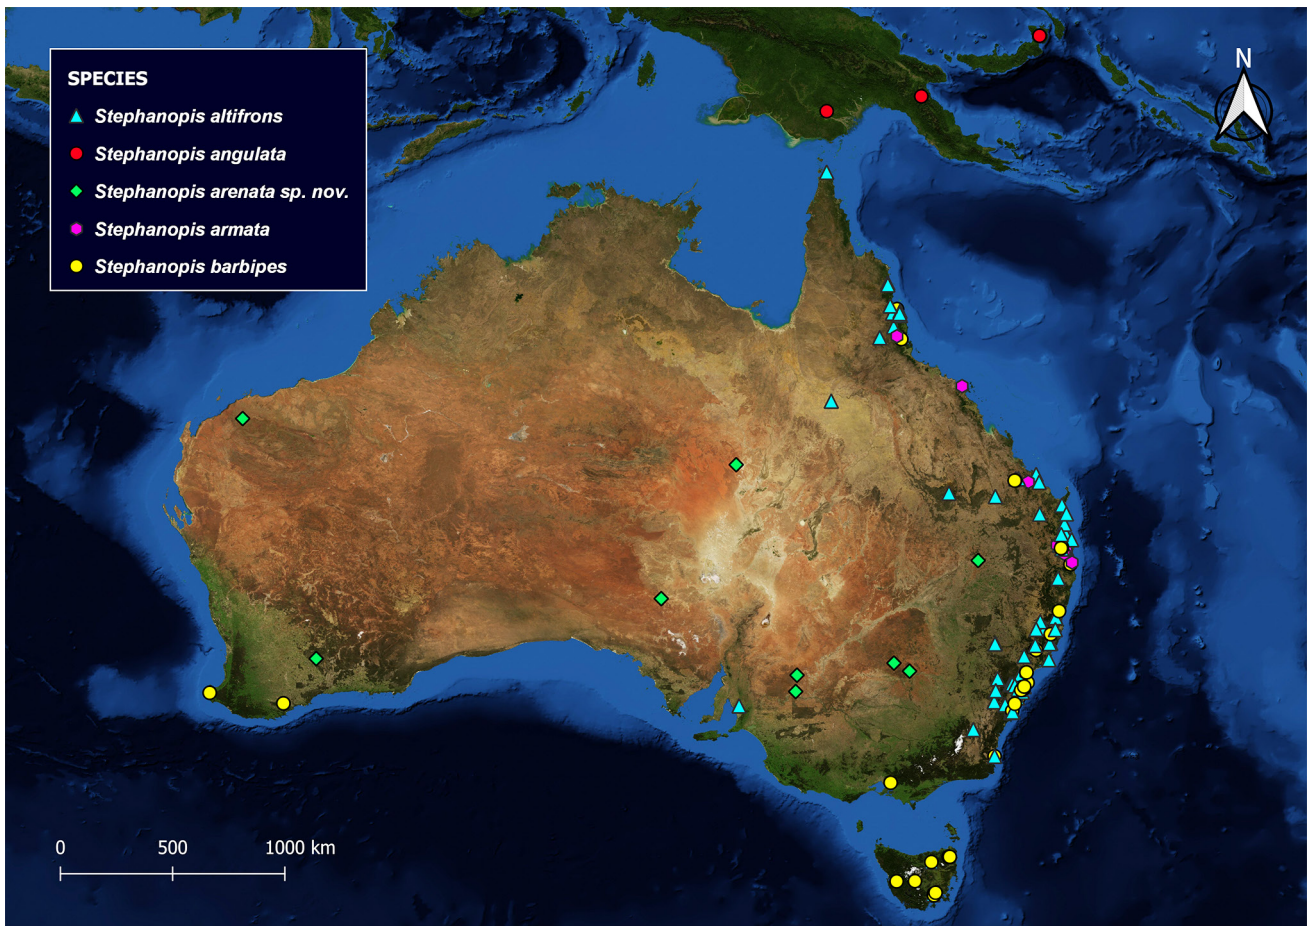 N
SPECIES
Stephanopis altifrons
Stephanopis angulata
Stephanopis arenata sp. nov.
Stephanopis armata
Stephanopis barbipes
0 500 1000 km